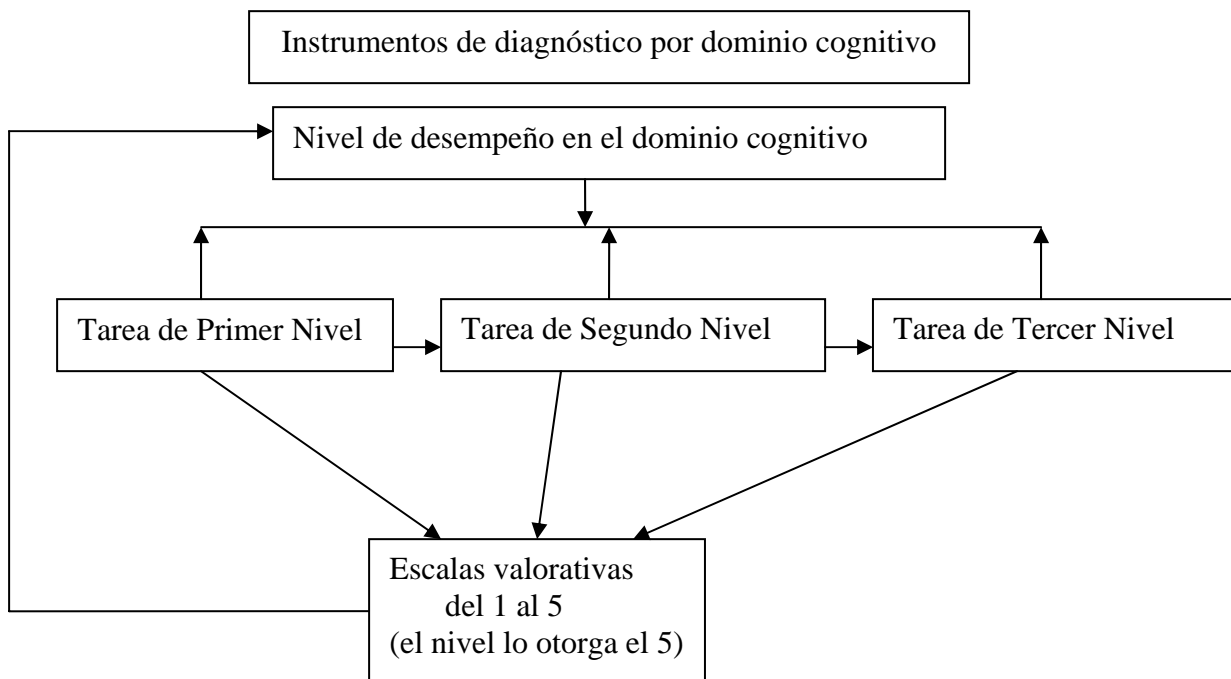 Instrumentos de diagnóstico por dominio cognitivo
Nivel de desempeño en el dominio cognitivo
Tarea de Primer Nivel
Tarea de Segundo Nivel
Tarea de Tercer Nivel
Escalas valorativas
del 1 al 5
(el nivel lo otorga el 5)